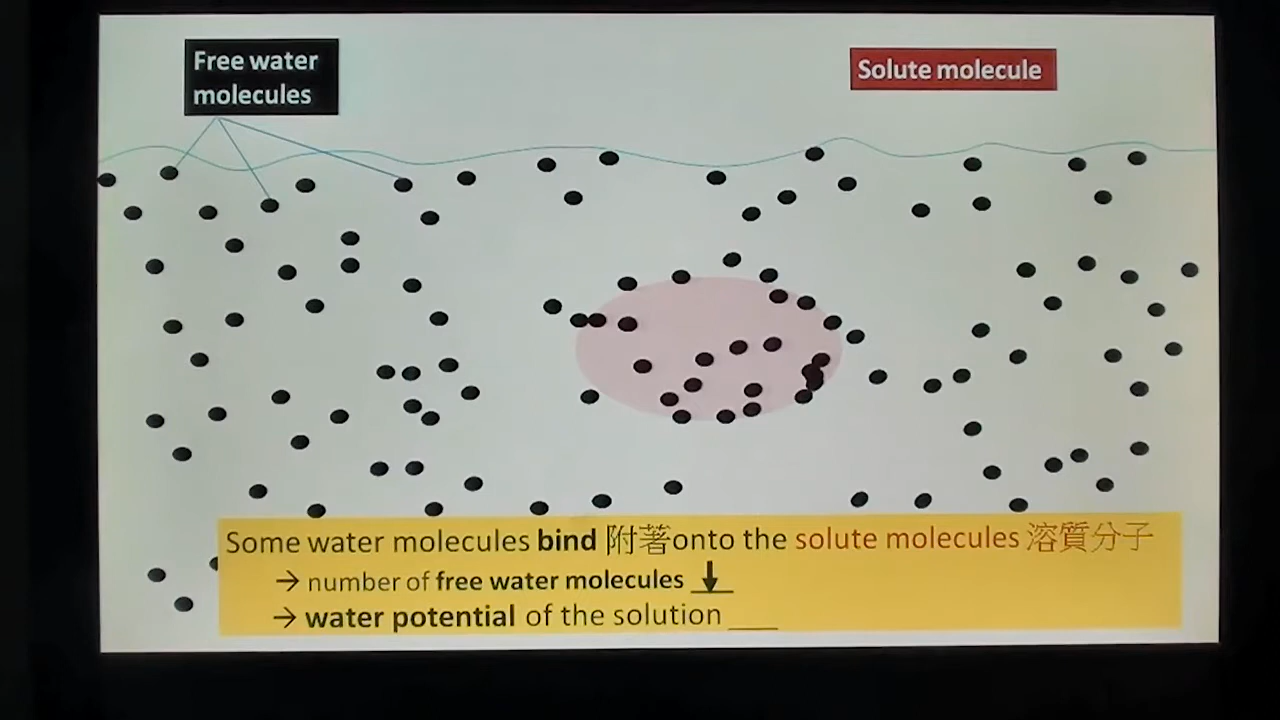 Free water
molecules
Solute molecule
Some water molecules bind 附著onto the solute molecules 溶質分子
→ number of free water molecules ↓
→ water potential of the solution ____